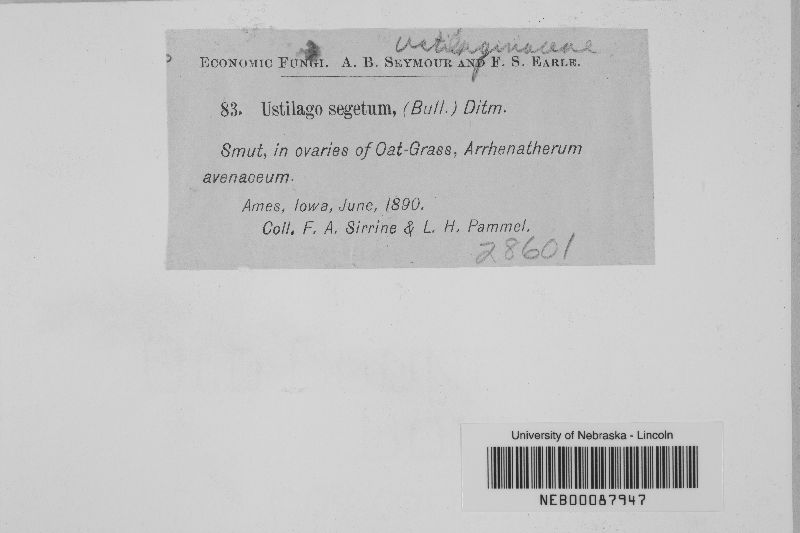 Ustilaginaceae
ECONOMIC FUNGI. A. B. SEYMOUR AND F. S. EARLE.
83. Ustilago segetum, (Bull.) Ditm.
Smut, in ovaries of Oat-Grass, Arrhenatherum
avenaceum.
Ames, Iowa, June, 1890.
Coll. F. A. Sirrine & L. H. Pammel.
28601
University of Nebraska - Lincoln
NEB00087947